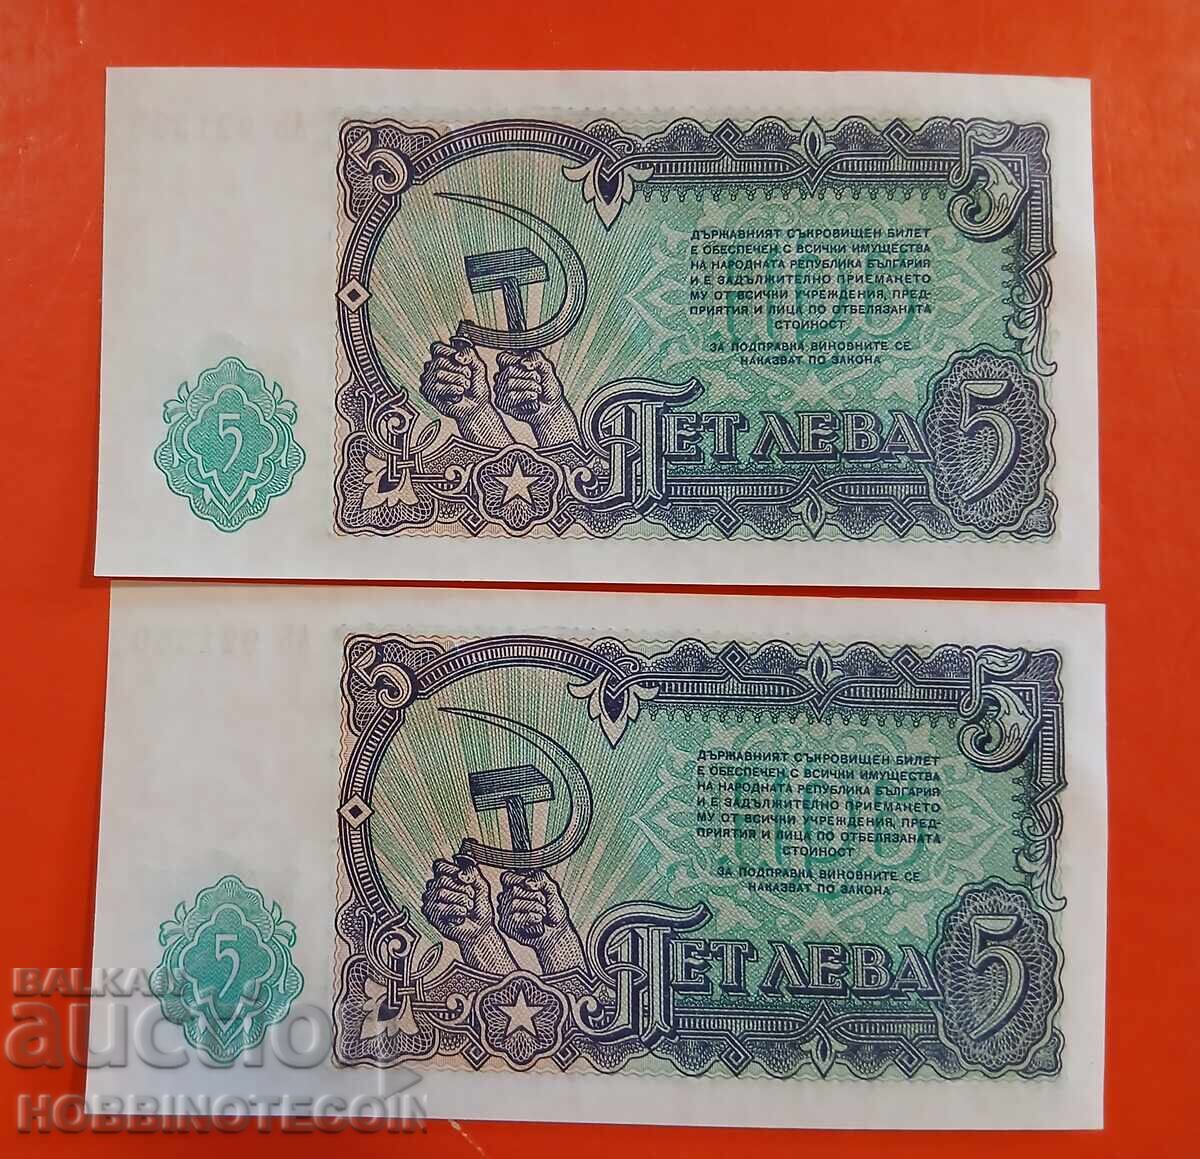 5
5
ДЪРЖАВНИЯТ СЪКРОВИЩЕН БИЛЕТ
Е ОБЕСПЕЧЕН С ВСИЧКИ ИМУЩЕСТВА
НА НАРОДНАТА РЕПУБЛИКА БЪЛГАРИЯ
И Е ЗАДЪЛЖИТЕЛНО ПРИЕМАНЕТО
МУ ОТ ВСИЧКИ УЧРЕЖДЕНИЯ, ПРЕД-
ПРИЯТИЯ И ЛИЦА ПО ОТБЕЛЯЗАНАТА
СТОЙНОСТ
ЗА ПОДПРАВКА ВИНОВНИТЕ СЕ
НАКАЗВАТ ПО ЗАКОНА
5
ПЕТ ЛЕВА
5
5
5
ДЪРЖАВНИЯТ СЪКРОВИЩЕН БИЛЕТ
Е ОБЕСПЕЧЕН С ВСИЧКИ ИМУЩЕСТВА
НА НАРОДНАТА РЕПУБЛИКА БЪЛГАРИЯ
И Е ЗАДЪЛЖИТЕЛНО ПРИЕМАНЕТО
МУ ОТ ВСИЧКИ УЧРЕЖДЕНИЯ, ПРЕД-
ПРИЯТИЯ И ЛИЦА ПО ОТБЕЛЯЗАНАТА
СТОЙНОСТ
ЗА ПОДПРАВКА ВИНОВНИТЕ СЕ
НАКАЗВАТ ПО ЗАКОНА
5
ПЕТ ЛЕВА
5
BALKAN
auction
HOBBINOTECOIN